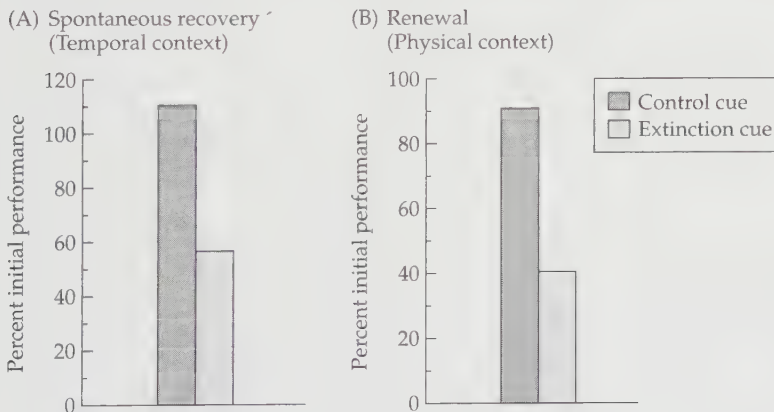 (A) Spontaneous recovery
(Temporal context)
120
100
80
60
40
20
0
Percent initial performance
(B) Renewal
(Physical context)
100
80
60
40
20
0
Percent initial performance
Control cue
Extinction cue